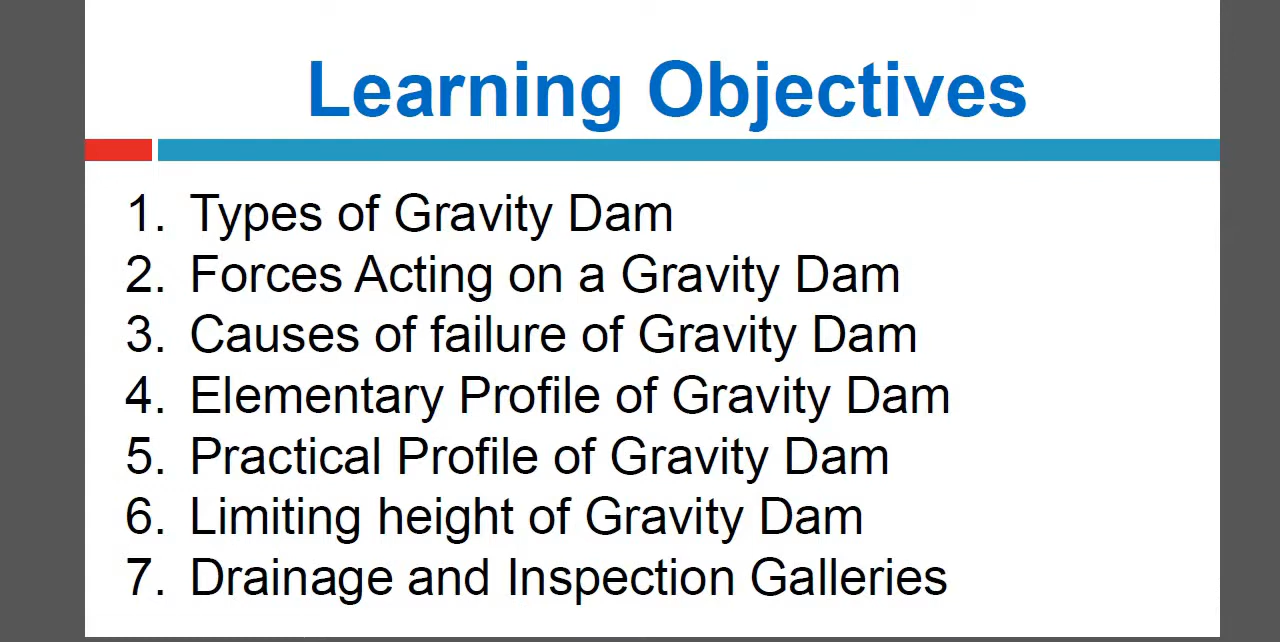 Learning Objectives
1. Types of Gravity Dam
2. Forces Acting on a Gravity Dam
3. Causes of failure of Gravity Dam
4. Elementary Profile of Gravity Dam
5. Practical Profile of Gravity Dam
6. Limiting height of Gravity Dam
7. Drainage and Inspection Galleries